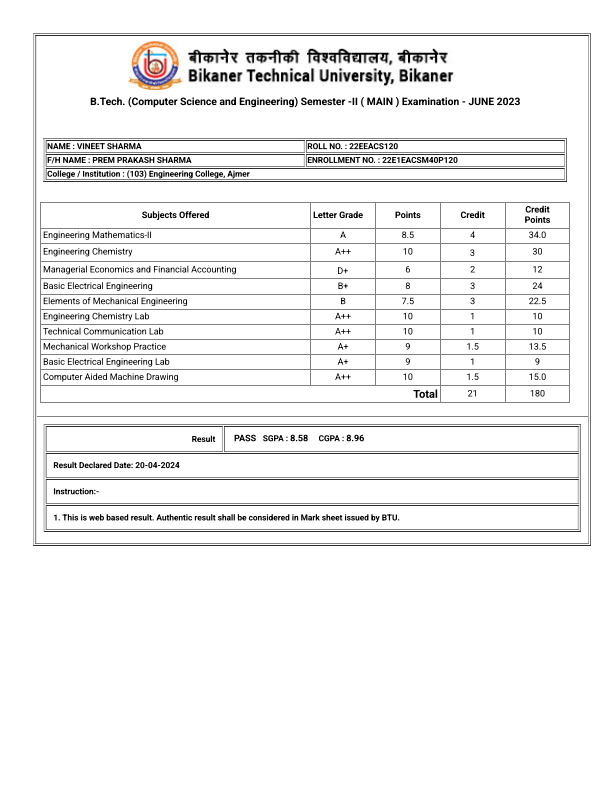 बीकानेर तकनीकी विश्वविद्यालय, बीकानेर
Bikaner Technical University, Bikaner
B.Tech. (Computer Science and Engineering) Semester -II ( MAIN ) Examination - JUNE 2023
NAME : VINEET SHARMA ROLL NO. : 22EEACS120
F/H NAME : PREM PRAKASH SHARMA ENROLLMENT NO. : 22E1EACSM40P120
College / Institution : (103) Engineering College, Ajmer
Subjects Offered Letter Grade Points Credit Credit Points
Engineering Mathematics-II A 8.5 4 34.0
Engineering Chemistry A++ 10 3 30
Managerial Economics and Financial Accounting D+ 6 2 12
Basic Electrical Engineering B+ 8 3 24
Elements of Mechanical Engineering B 7.5 3 22.5
Engineering Chemistry Lab A++ 10 1 10
Technical Communication Lab A++ 10 1 10
Mechanical Workshop Practice A+ 9 1.5 13.5
Basic Electrical Engineering Lab A+ 9 1 9
Computer Aided Machine Drawing A++ 10 1.5 15.0
Total 21 180
Result PASS SGPA : 8.58 CGPA : 8.96
Result Declared Date: 20-04-2024
Instruction:-
1. This is web based result. Authentic result shall be considered in Mark sheet issued by BTU.